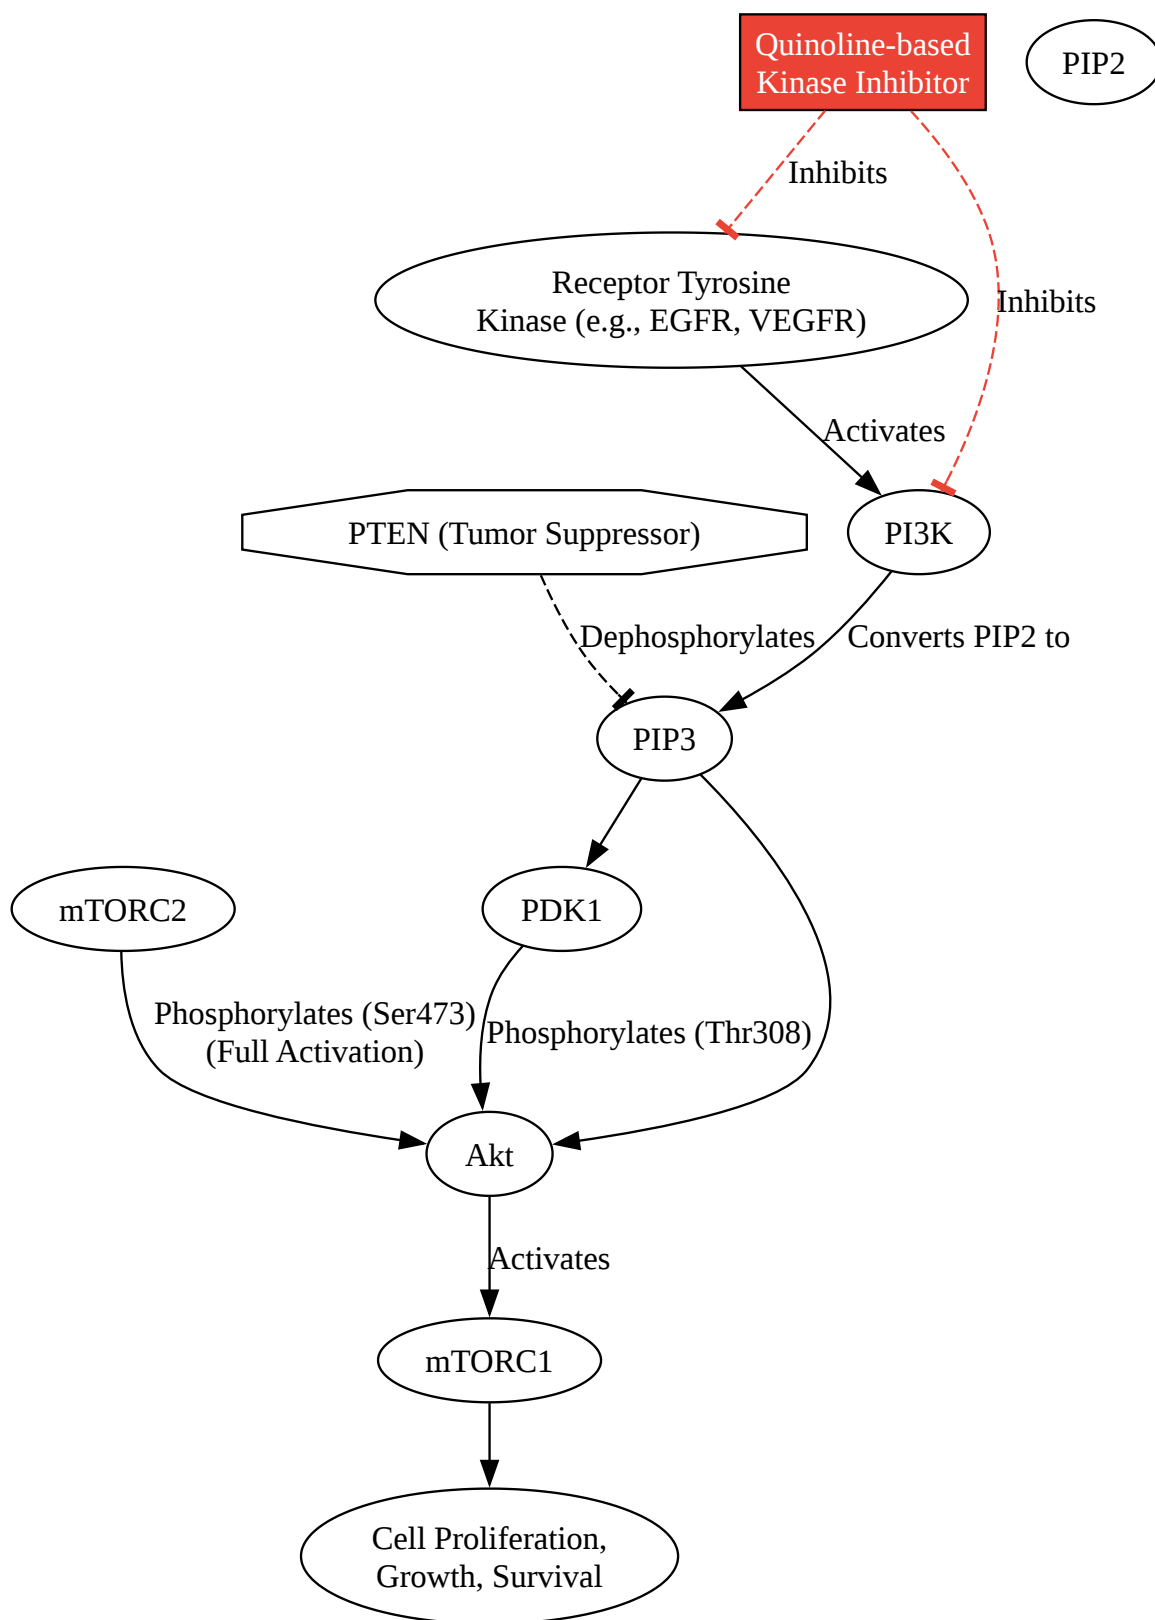 Quinoline-based
Kinase Inhibitor
PIP2
Inhibits
Receptor Tyrosine
Kinase (e.g., EGFR, VEGFR)
Inhibits
Activates
PTEN (Tumor Suppressor)
PI3K
Dephosphorylates
Converts PIP2 to
PIP3
mTORC2
PDK1
Phosphorylates (Ser473)
(Full Activation)
Phosphorylates (Thr308)
Akt
Activates
mTORC1
Cell Proliferation,
Growth, Survival